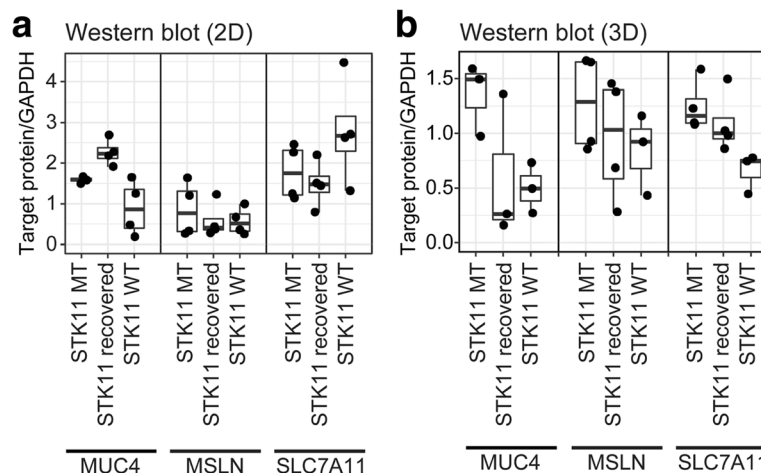 a Western blot (2D)
Target protein/GAPDH
4
3
2
1
0
STK11 MT
STK11 recovered
STK11 WT
STK11 MT
STK11 recovered
STK11 WT
STK11 MT
STK11 recovered
STK11 WT
MUC4 MSLN SLC7A11
b Western blot (3D)
Target protein/GAPDH
1.5
1.0
0.5
0.0
STK11 MT
STK11 recovered
STK11 WT
STK11 MT
STK11 recovered
STK11 WT
STK11 MT
STK11 recovered
STK11 WT
MUC4 MSLN SLC7A11